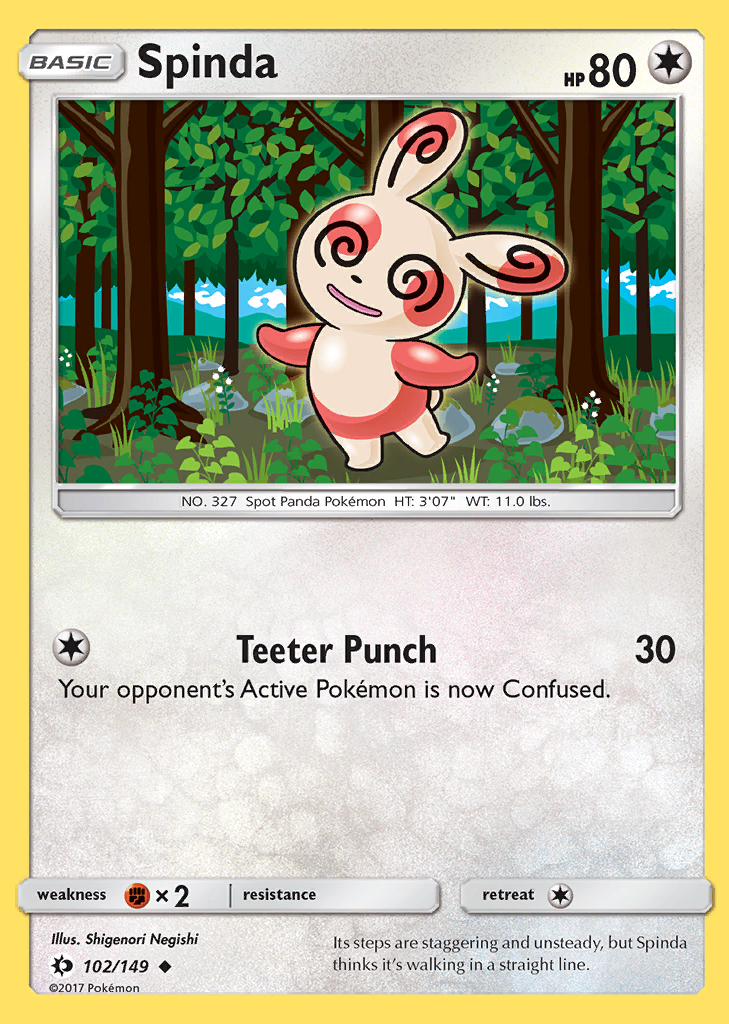 BASIC Spinda HP 80
NO. 327 Spot Panda Pokémon HT: 3'07" WT: 11.0 lbs.
Teeter Punch 30
Your opponent's Active Pokémon is now Confused.
weakness × 2 resistance retreat
Illus. Shigenori Negishi
102/149
©2017 Pokémon
Its steps are staggering and unsteady, but Spinda
thinks it's walking in a straight line.